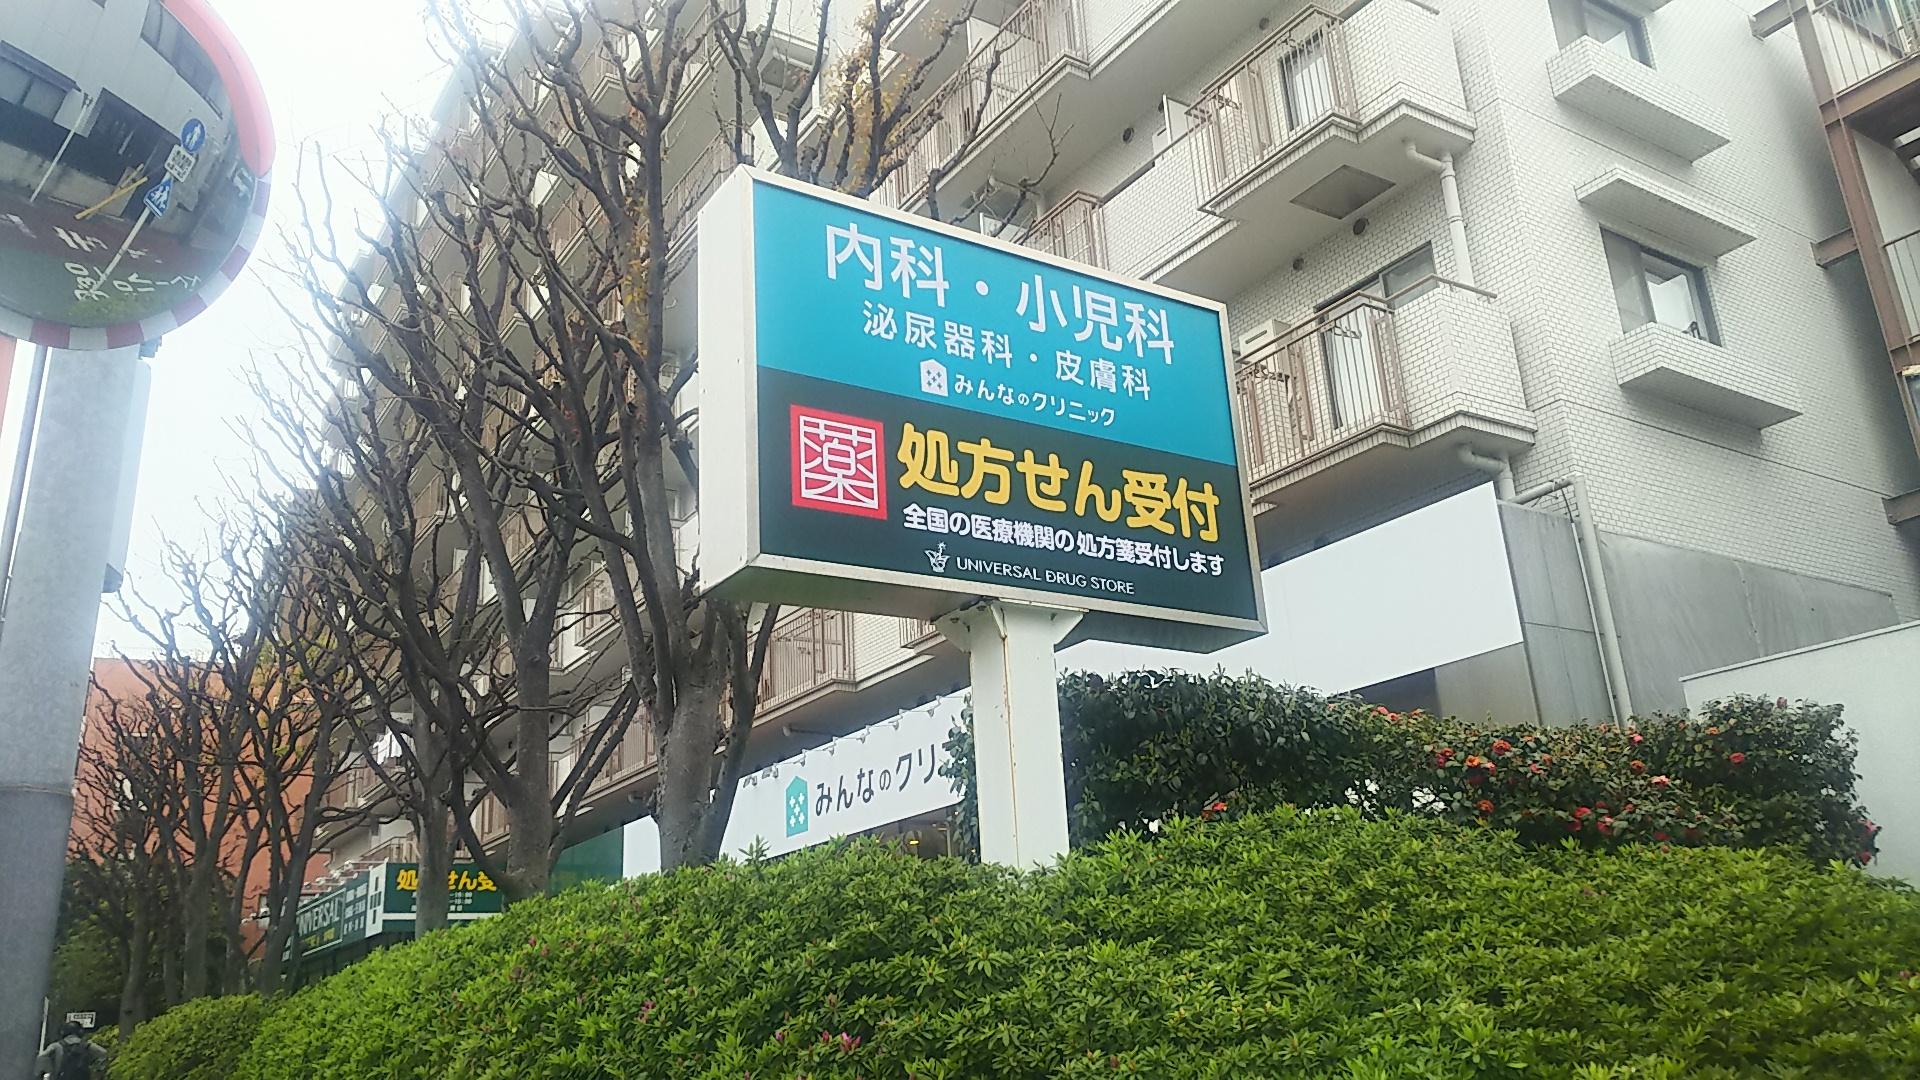 内科・小児科
泌尿器科・皮膚科
みんなのクリニック
薬
処方せん受付
全国の医療機関の処方箋受付します
UNIVERSAL DRUG STORE
みんなのクリ
処方せん受
UNIVERSAL